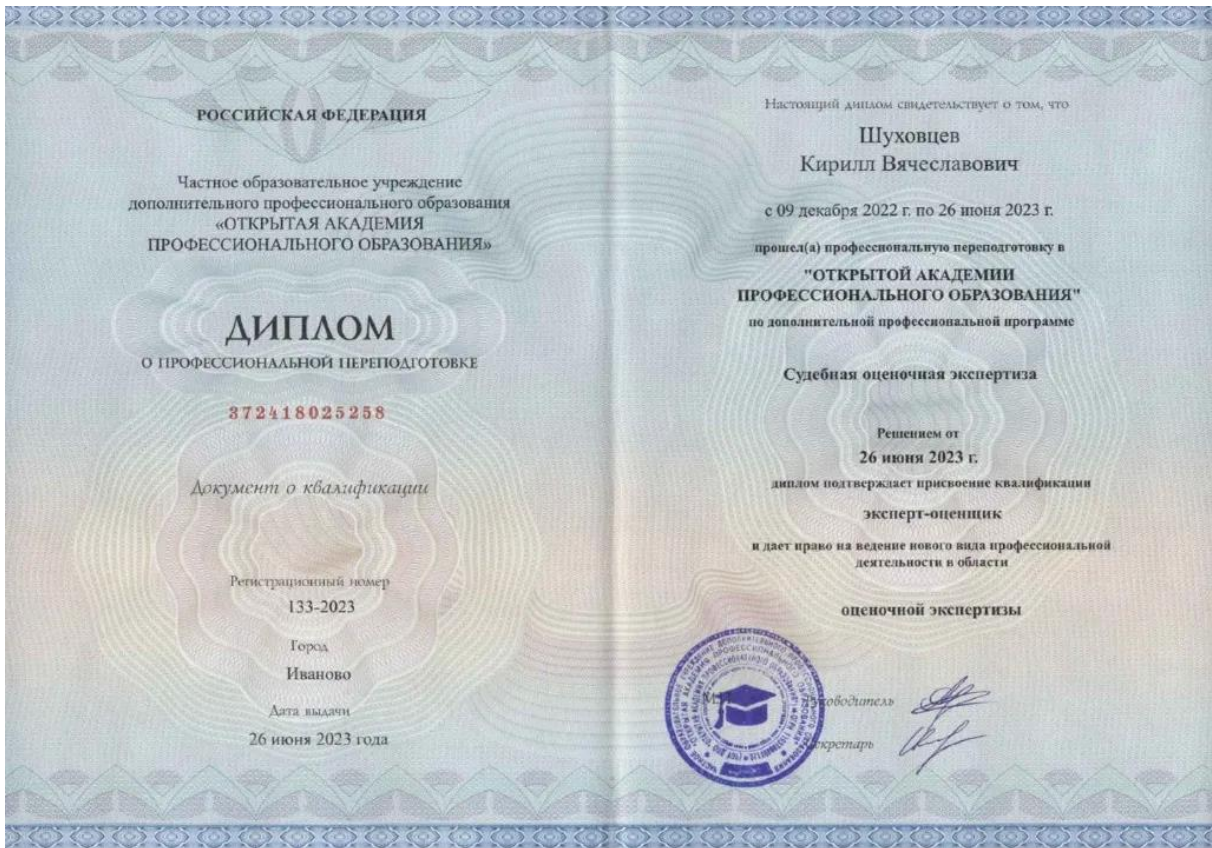 РОССИЙСКАЯ ФЕДЕРАЦИЯ
Частное образовательное учреждение
дополнительного профессионального образования
«ОТКРЫТАЯ АКАДЕМИЯ
ПРОФЕССИОНАЛЬНОГО ОБРАЗОВАНИЯ»
ДИПЛОМ
О ПРОФЕССИОНАЛЬНОЙ ПЕРЕПОДГОТОВКЕ
372418025258
Документ о квалификации
Регистрационный номер
133-2023
Город
Иваново
Дата выдачи
26 июня 2023 года
Настоящий диплом свидетельствует о том, что
Шуховцев
Кирилл Вячеславович
с 09 декабря 2022 г. по 26 июня 2023 г.
прошел(а) профессиональную переподготовку в
"ОТКРЫТОЙ АКАДЕМИИ
ПРОФЕССИОНАЛЬНОГО ОБРАЗОВАНИЯ"
по дополнительной профессиональной программе
Судебная оценочная экспертиза
Решением от
26 июня 2023 г.
диплом подтверждает присвоение квалификации
эксперт-оценщик
и дает право на ведение нового вида профессиональной
деятельности в области
оценочной экспертизы
Руководитель
Секретарь